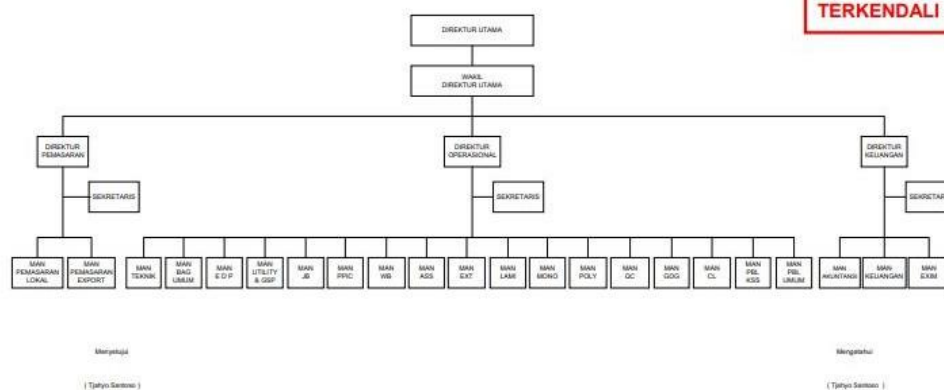 TERKENDALI
DIREKTUR UTAMA
WAKIL
DIREKTUR UTAMA
DIREKTUR
PEMASARAN
DIREKTUR
OPERASIONAL
DIREKTUR
KEUANGAN
SEKRETARIS
SEKRETARIS
SEKRETAR
MAN
PEMASARAN
LOKAL
MAN
PEMASARAN
EXPORT
MAN
TEKNIK
MAN
BAG
UMUM
MAN
E D P
MAN
UTILITY
& GSP
MAN
JB
MAN
PPIC
MAN
WB
MAN
ASS
MAN
EXT
MAN
LAMI
MAN
MONO
MAN
POLY
MAN
QC
MAN
GDG
MAN
CL
MAN
PBL
KSS
MAN
PBL
UMUM
MAN
AKUNTANSI
MAN
KEUANGAN
MAN
EXIM
Menyetujui
Mengetahui
( Tjahyo Santoso )
( Tjahyo Santoso )